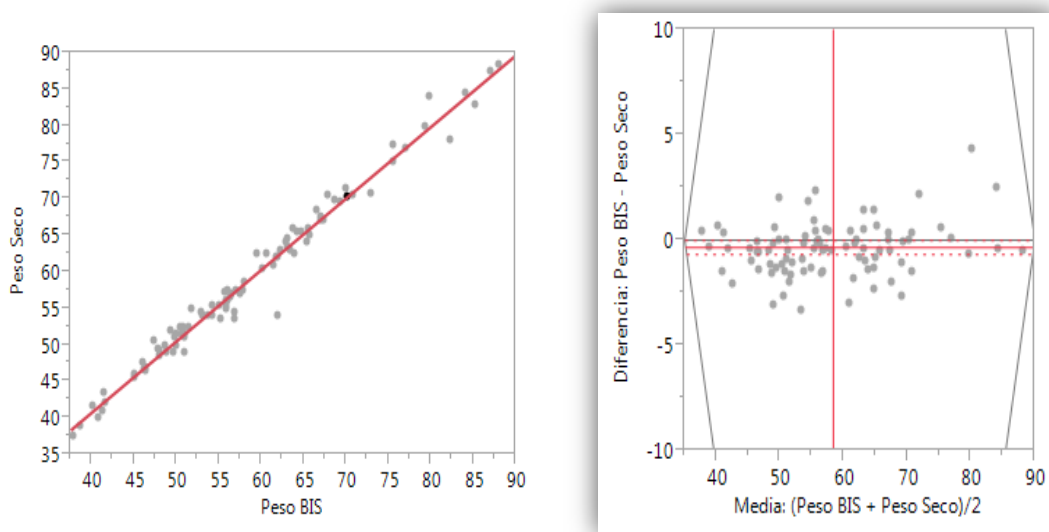 Peso Seco
90
85
80
75
70
65
60
55
50
45
40
35
40 45 50 55 60 65 70 75 80 85 90
Peso BIS
Diferencia: Peso BIS - Peso Seco
10
5
0
-5
-10
40 50 60 70 80 90
Media: (Peso BIS + Peso Seco)/2